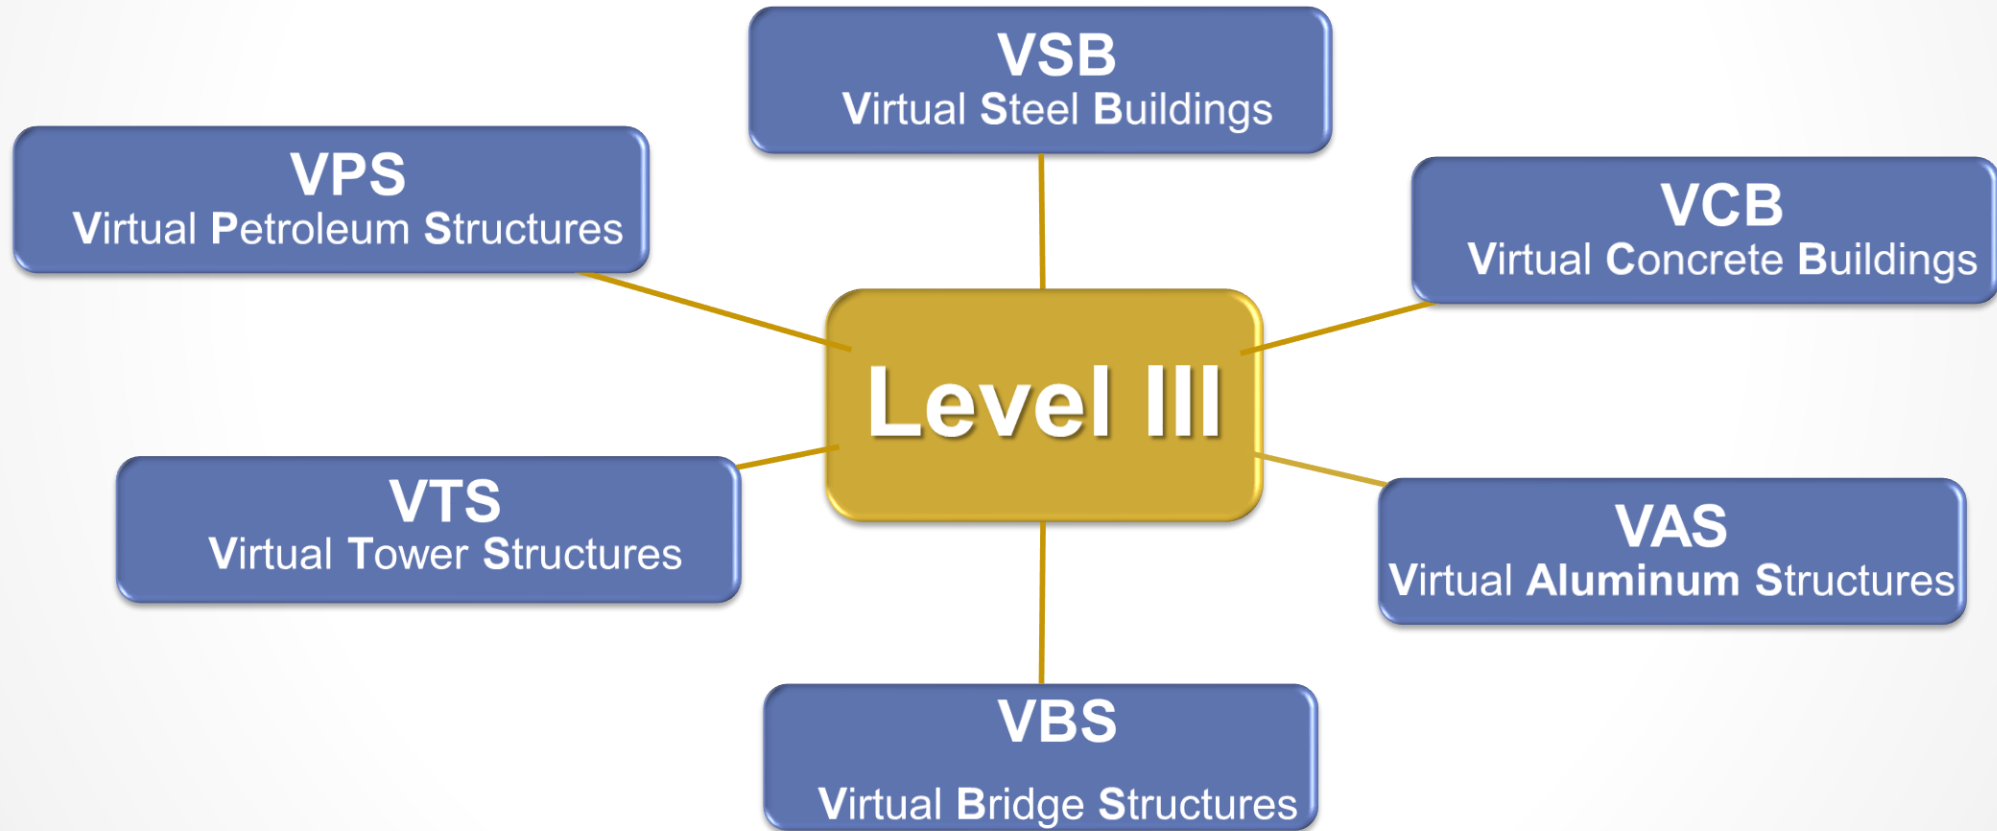 VSB
Virtual Steel Buildings
VPS
Virtual Petroleum Structures
VCB
Virtual Concrete Buildings
Level III
VTS
Virtual Tower Structures
VAS
Virtual Aluminum Structures
VBS
Virtual Bridge Structures